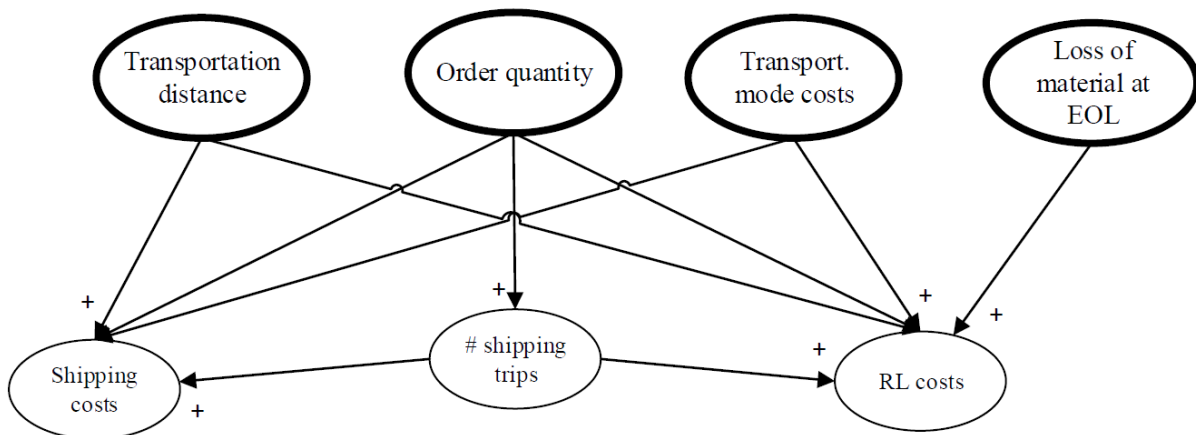 Transportation
distance
Order quantity
Transport.
mode costs
Loss of
material at
EOL
+
+
+
+
Shipping
costs
+
# shipping
trips
+
RL costs